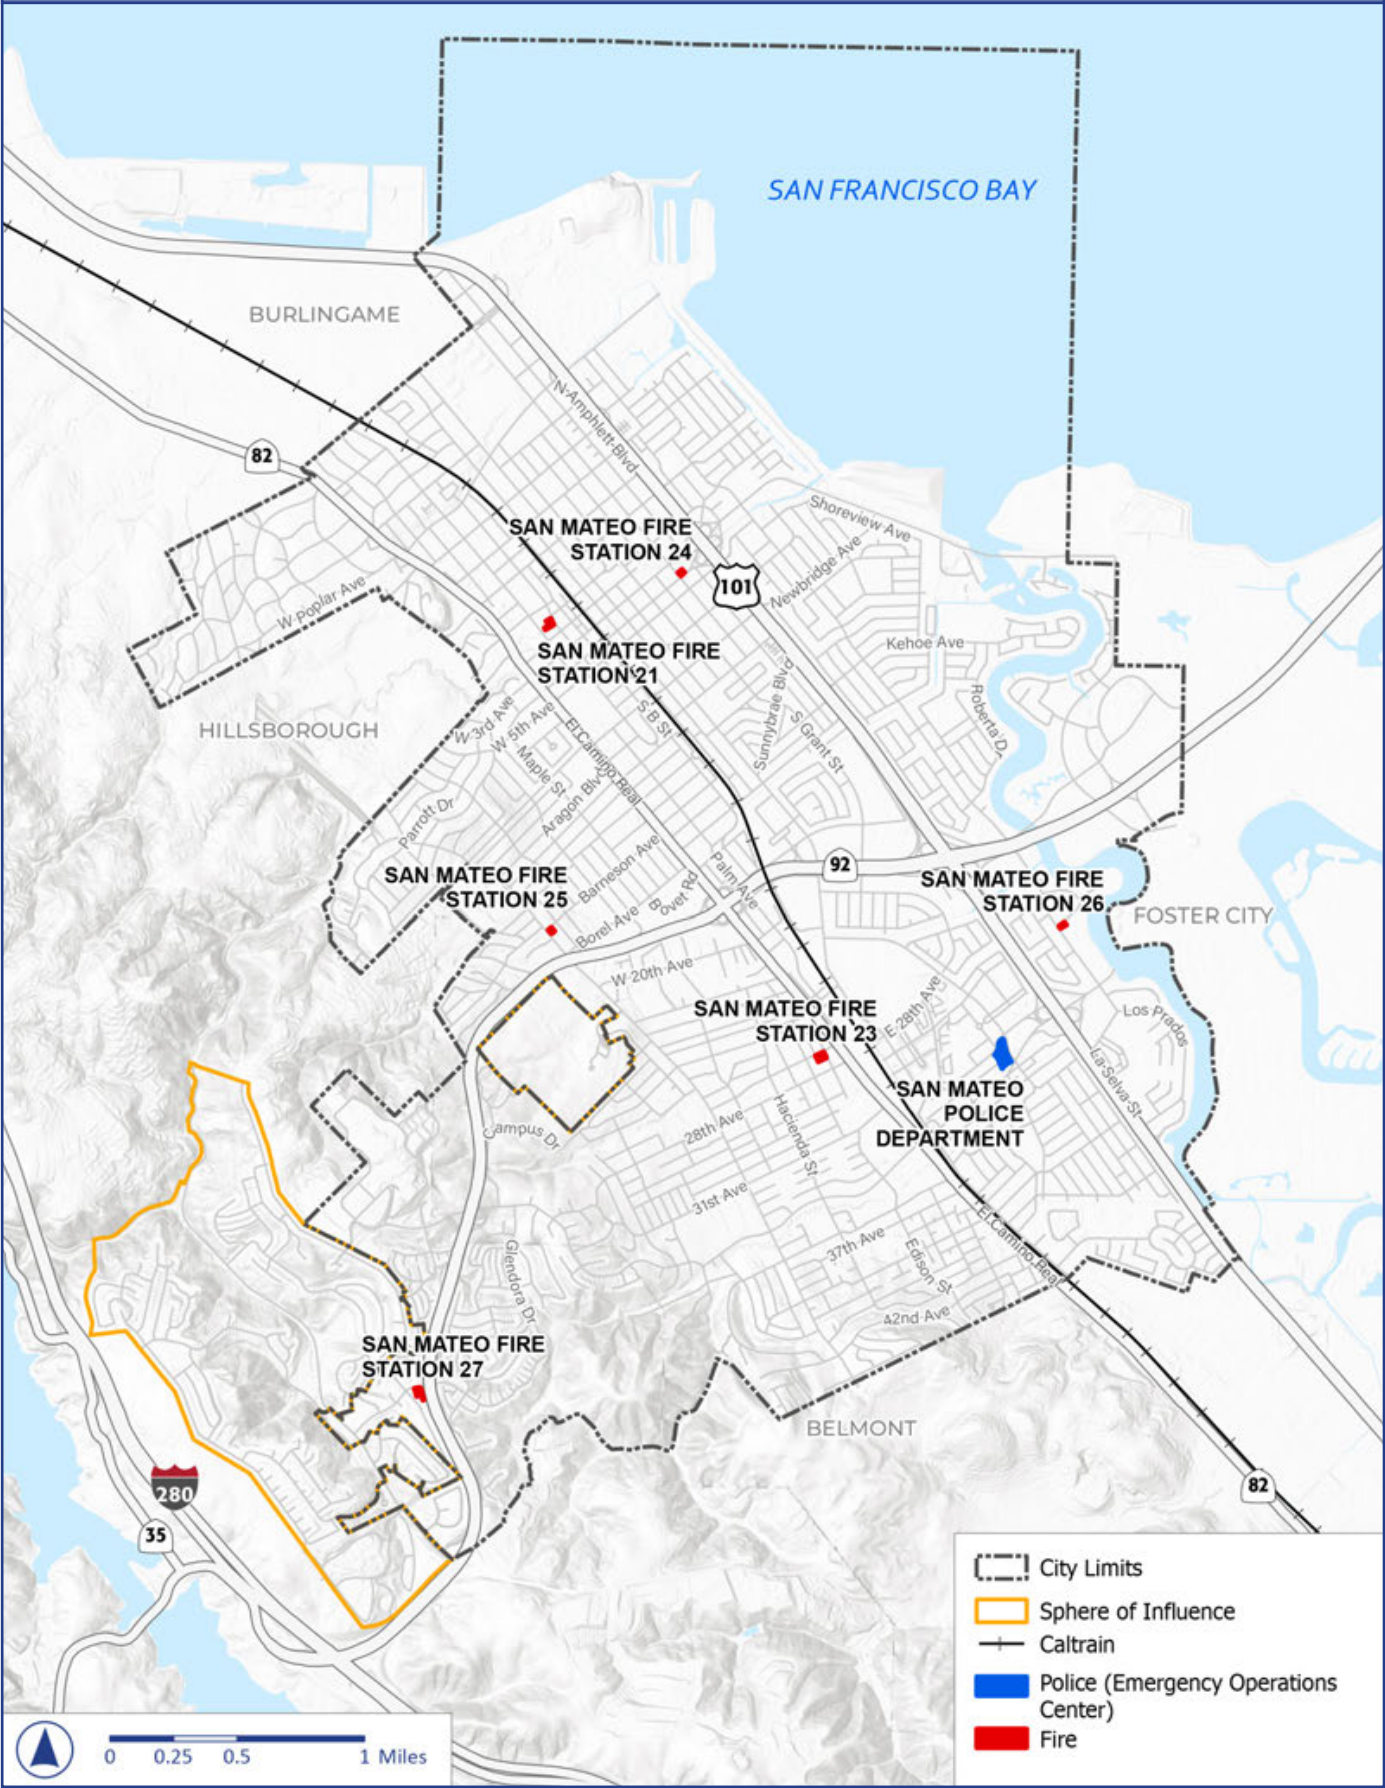 SAN FRANCISCO BAY
BURLINGAME
N Amphlett Blvd
82
Shoreview Ave
SAN MATEO FIRE
STATION 24
101
Newbridge Ave
W Poplar Ave
SAN MATEO FIRE
STATION 21
Kehoe Ave
Sunnybrae Blvd
Roberta Dr
HILLSBOROUGH
W 3rd Ave
W 5th Ave
S B St
El Camino Real
S Grant St
Maple St
Aragon Blvd
Parrott Dr
Barneson Ave
Palm Ave
92
SAN MATEO FIRE
STATION 25
Bovet Rd
SAN MATEO FIRE
STATION 26
FOSTER CITY
Borel Ave
W 20th Ave
SAN MATEO FIRE
STATION 23
E 28th Ave
Los Prados
La Selva St
SAN MATEO
POLICE
DEPARTMENT
Campus Dr
28th Ave
Hacienda St
31st Ave
El Camino Real
37th Ave
Edison St
Glendora Dr
42nd Ave
SAN MATEO FIRE
STATION 27
BELMONT
280
82
35
City Limits
Sphere of Influence
Caltrain
Police (Emergency Operations
Center)
Fire
0 0.25 0.5 1 Miles